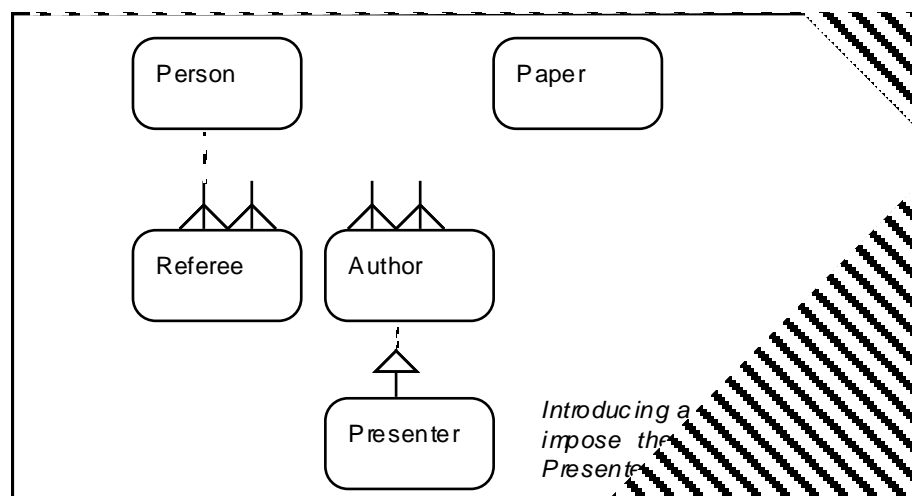 Person
Paper
Referee
Author
Presenter
Introducing a
impose the